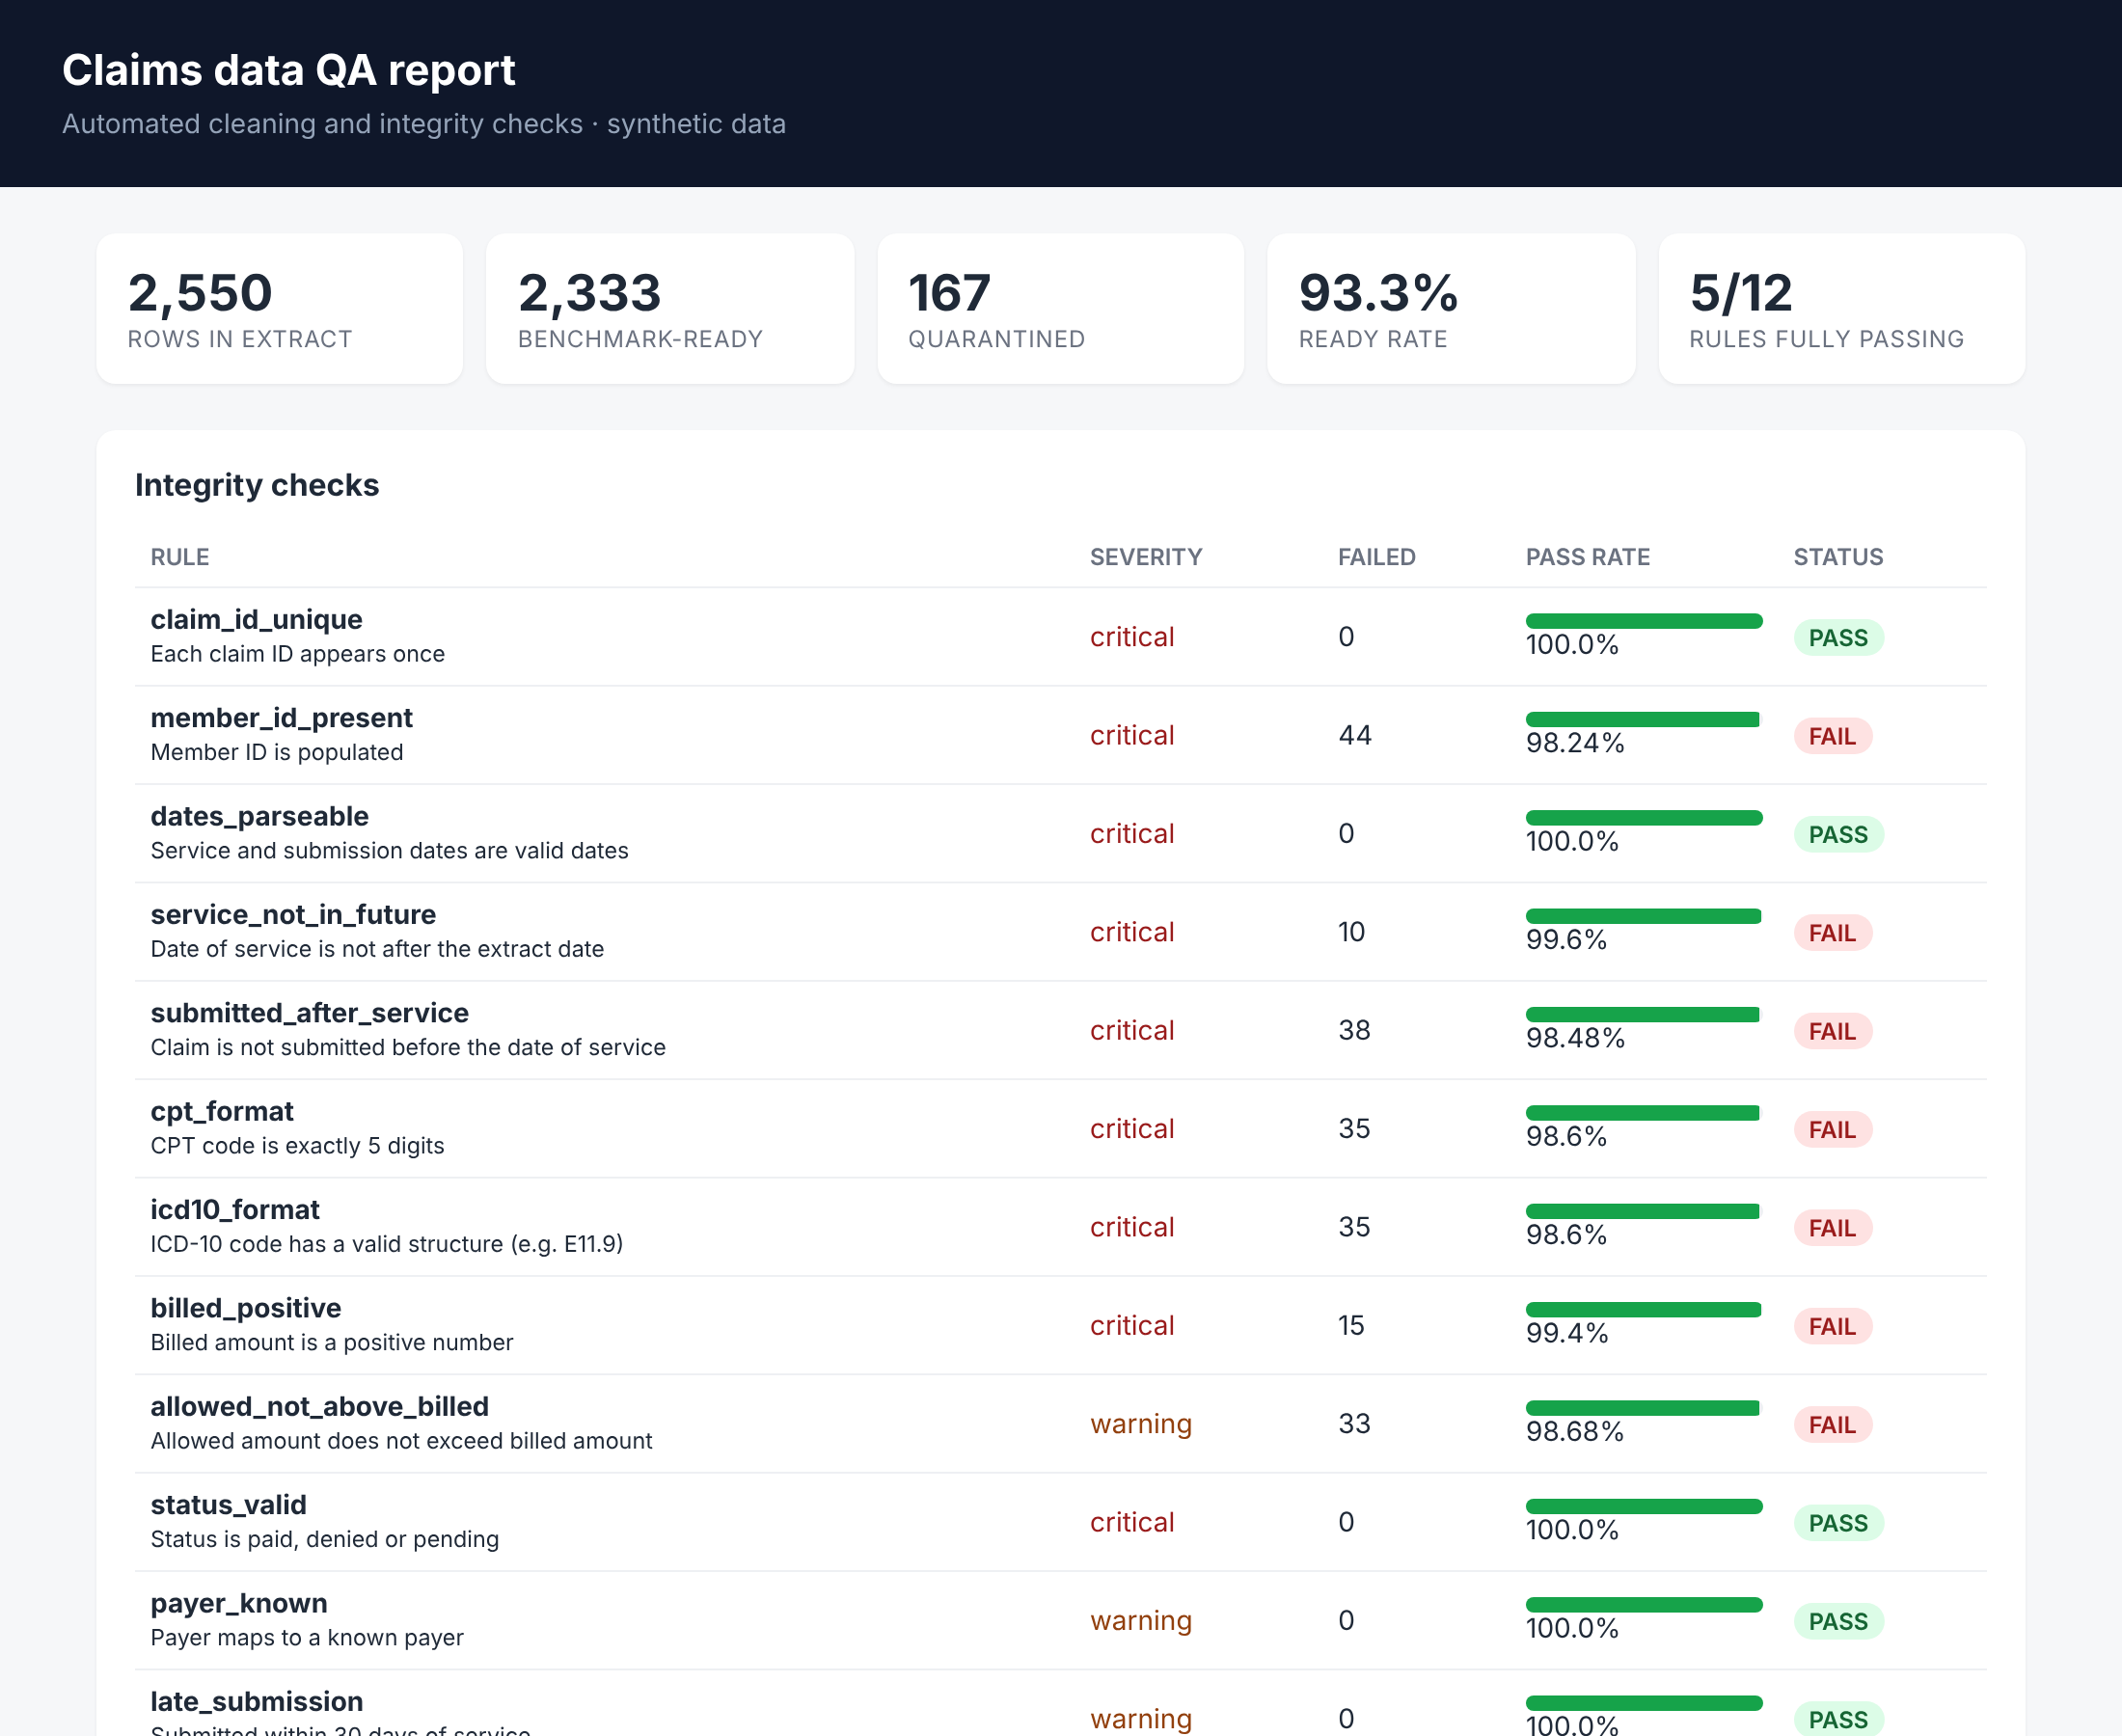 Claims data QA report
Automated cleaning and integrity checks · synthetic data
2,550
ROWS IN EXTRACT
2,333
BENCHMARK-READY
167
QUARANTINED
93.3%
READY RATE
5/12
RULES FULLY PASSING
Integrity checks
RULE SEVERITY FAILED PASS RATE STATUS
claim_id_unique
Each claim ID appears once
critical 0 100.0% PASS
member_id_present
Member ID is populated
critical 44 98.24% FAIL
dates_parseable
Service and submission dates are valid dates
critical 0 100.0% PASS
service_not_in_future
Date of service is not after the extract date
critical 10 99.6% FAIL
submitted_after_service
Claim is not submitted before the date of service
critical 38 98.48% FAIL
cpt_format
CPT code is exactly 5 digits
critical 35 98.6% FAIL
icd10_format
ICD-10 code has a valid structure (e.g. E11.9)
critical 35 98.6% FAIL
billed_positive
Billed amount is a positive number
critical 15 99.4% FAIL
allowed_not_above_billed
Allowed amount does not exceed billed amount
warning 33 98.68% FAIL
status_valid
Status is paid, denied or pending
critical 0 100.0% PASS
payer_known
Payer maps to a known payer
warning 0 100.0% PASS
late_submission
Submitted within 30 days of service
warning 0 100.0% PASS